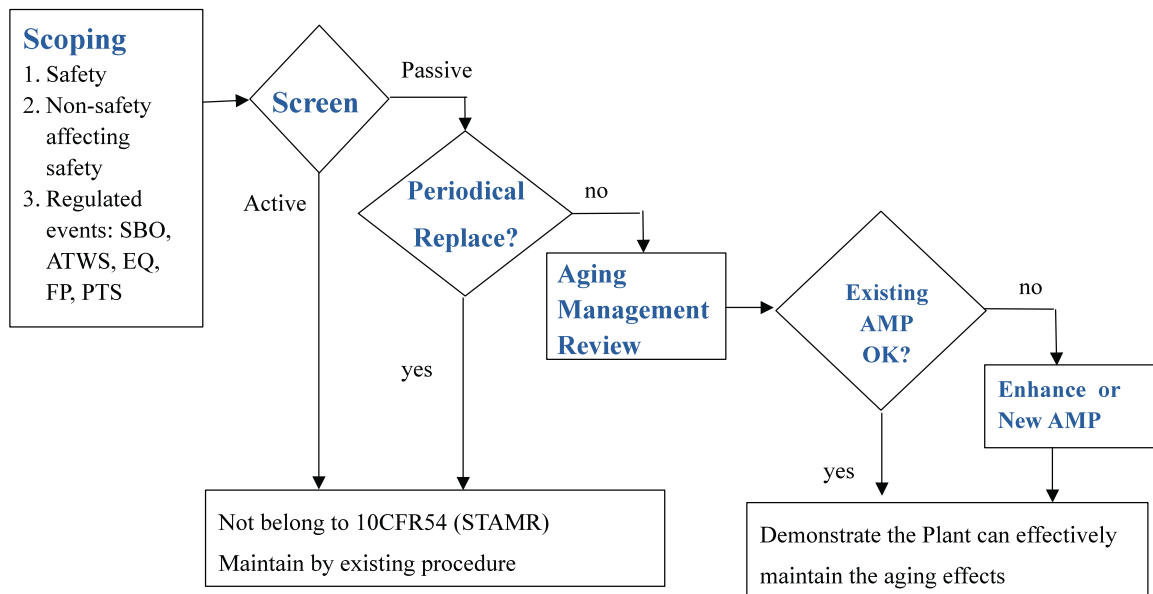 Scoping
1. Safety
2. Non-safety
affecting
safety
3. Regulated
events: SBO,
ATWS, EQ,
FP, PTS
Screen
Passive
Active
Periodical
Replace?
no
yes
Aging
Management
Review
Existing
AMP
OK?
no
yes
Enhance or
New AMP
Not belong to 10CFR54 (STAMR)
Maintain by existing procedure
Demonstrate the Plant can effectively
maintain the aging effects